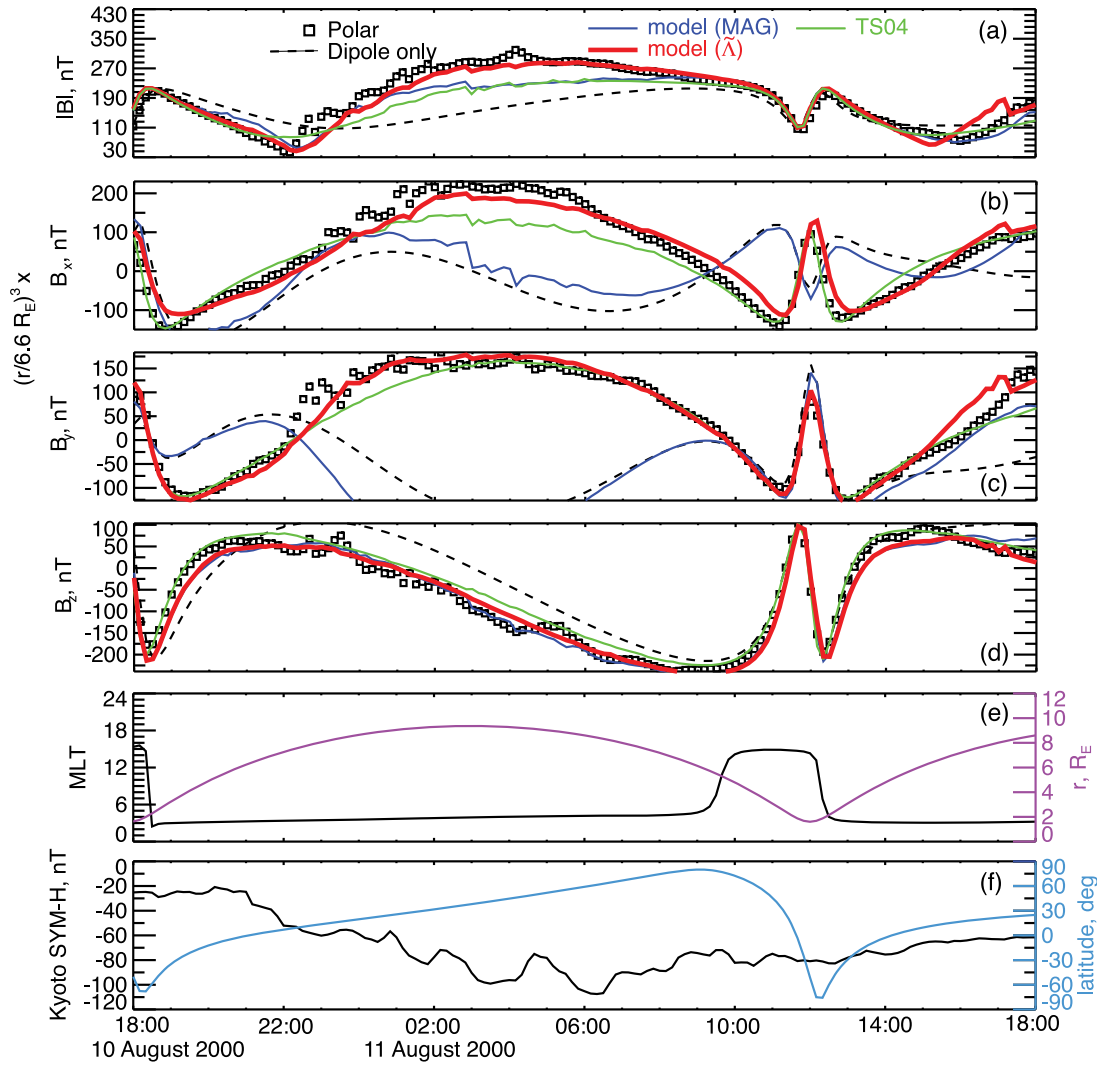 Polar
Dipole only
model (MAG)
model (Λ̃)
TS04
(a)
430
350
270
190
110
30
|B|, nT
(b)
200
100
0
-100
Bₓ, nT
(r/6.6 R_E)³ x
(c)
150
100
50
0
-50
-100
B_y, nT
(d)
100
50
0
-50
-100
-150
-200
B_z, nT
(e)
24
18
12
6
0
MLT
12
10
8
6
4
2
0
r, R_E
(f)
0
-20
-40
-60
-80
-100
-120
Kyoto SYM-H, nT
90
60
30
0
-30
-60
-90
latitude, deg
18:00 22:00 02:00 06:00 10:00 14:00 18:00
10 August 2000 11 August 2000